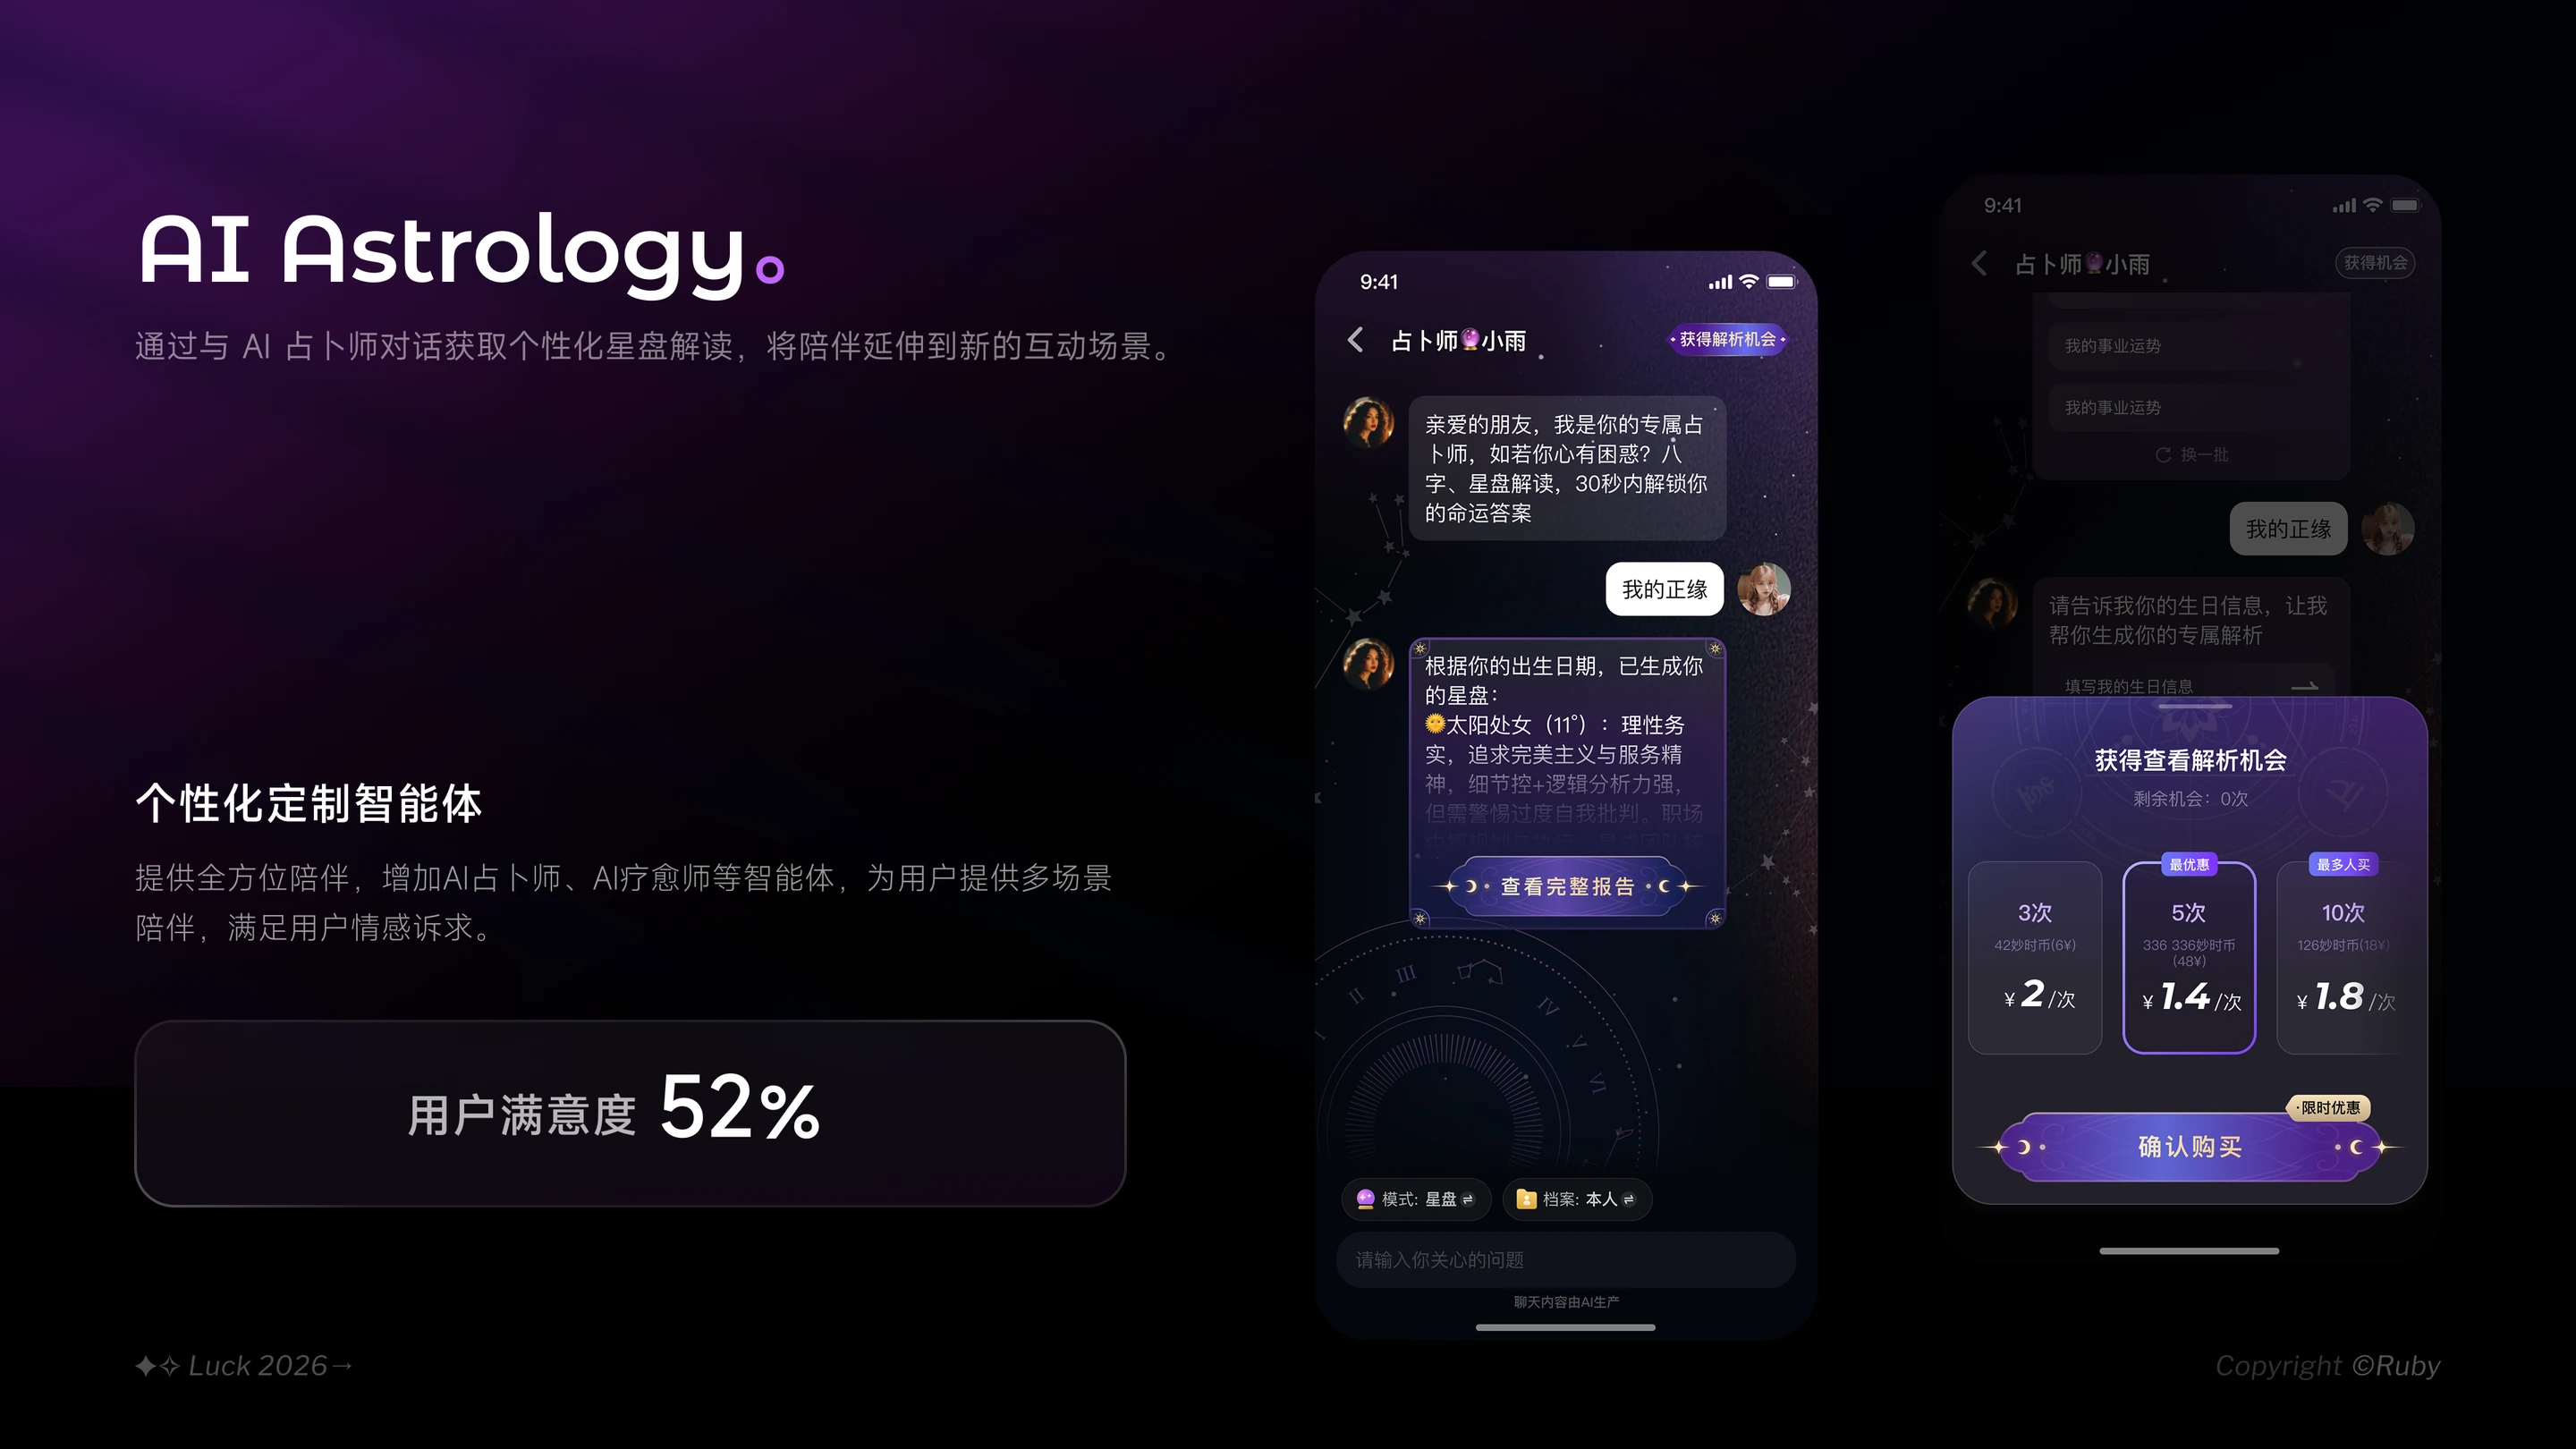 AI Astrology
通过与 AI 占卜师对话获取个性化星盘解读，将陪伴延伸到新的互动场景。
个性化定制智能体
提供全方位陪伴，增加AI占卜师、AI疗愈师等智能体，为用户提供多场景
陪伴，满足用户情感诉求。
用户满意度 52%
Luck 2026→
9:41
占卜师🔮小雨
获得解析机会
亲爱的朋友，我是你的专属占
卜师，如若你心有困惑？八
字、星盘解读，30秒内解锁你
的命运答案
我的正缘
根据你的出生日期，已生成你
的星盘：
🌞太阳处女（11°）：理性务
实，追求完美主义与服务精
神，细节控+逻辑分析力强，
但需警惕过度自我批判。职场
查看完整报告
II
III
IV
V
VI
模式: 星盘
档案: 本人
请输入你关心的问题
聊天内容由AI生产
9:41
占卜师🔮小雨
获得机会
我的事业运势
我的事业运势
换一批
我的正缘
请告诉我你的生日信息，让我
帮你生成你的专属解析
填写我的生日信息
获得查看解析机会
剩余机会：0次
3次
42妙时币(6¥)
¥ 2 /次
最优惠
5次
336 336妙时币
(48¥)
¥ 1.4 /次
最多人买
10次
126妙时币(18¥)
¥ 1.8 /次
·限时优惠
确认购买
Copyright ©Ruby